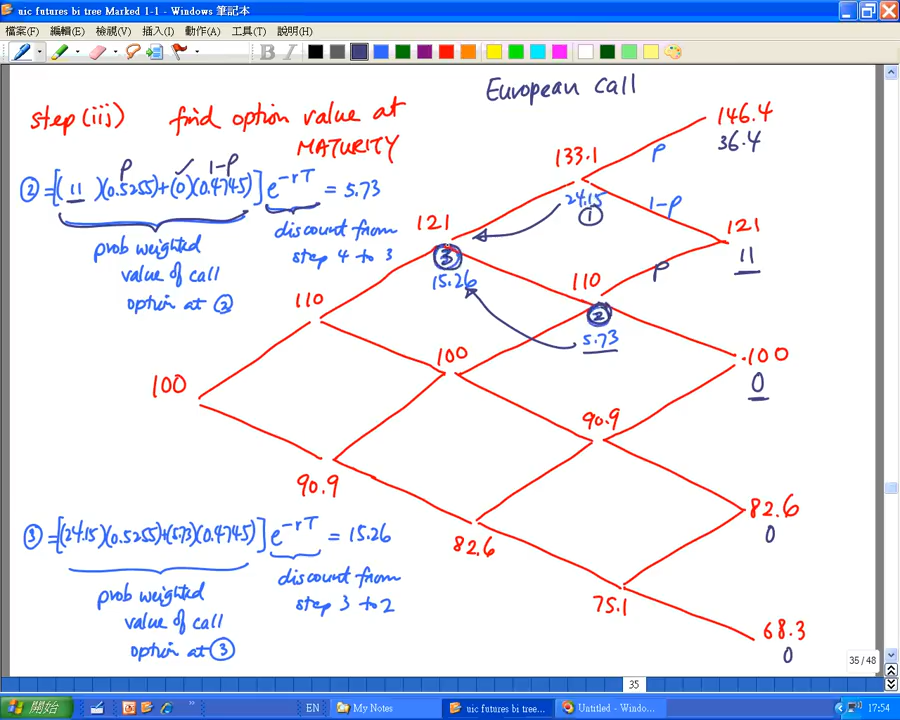 uic futures bi tree Marked 1-1 - Windows 筆記本
檔案(F) 編輯(E) 檢視(V) 插入(I) 動作(A) 工具(T) 說明(H)
B I
European call
step(iii) find option value at
MATURITY
p 1-p
② =[( 11 )(0.5255)+(0)(0.4745)] e^-rT = 5.73
prob weighted
value of call
option at ②
discount from
step 4 to 3
146.4
36.4
133.1
p
24.15
①
1-p
121
③
15.26
121
11
110
p
②
5.73
110
100
100
0
100
90.9
90.9
82.6
0
82.6
75.1
68.3
0
③ =[(24.15)(0.5255)+(5.73)(0.4745)] e^-rT = 15.26
prob weighted
value of call
option at ③
discount from
step 3 to 2
35/48
35
開始
EN
My Notes
uic futures bi tree...
Untitled - Window...
17:54